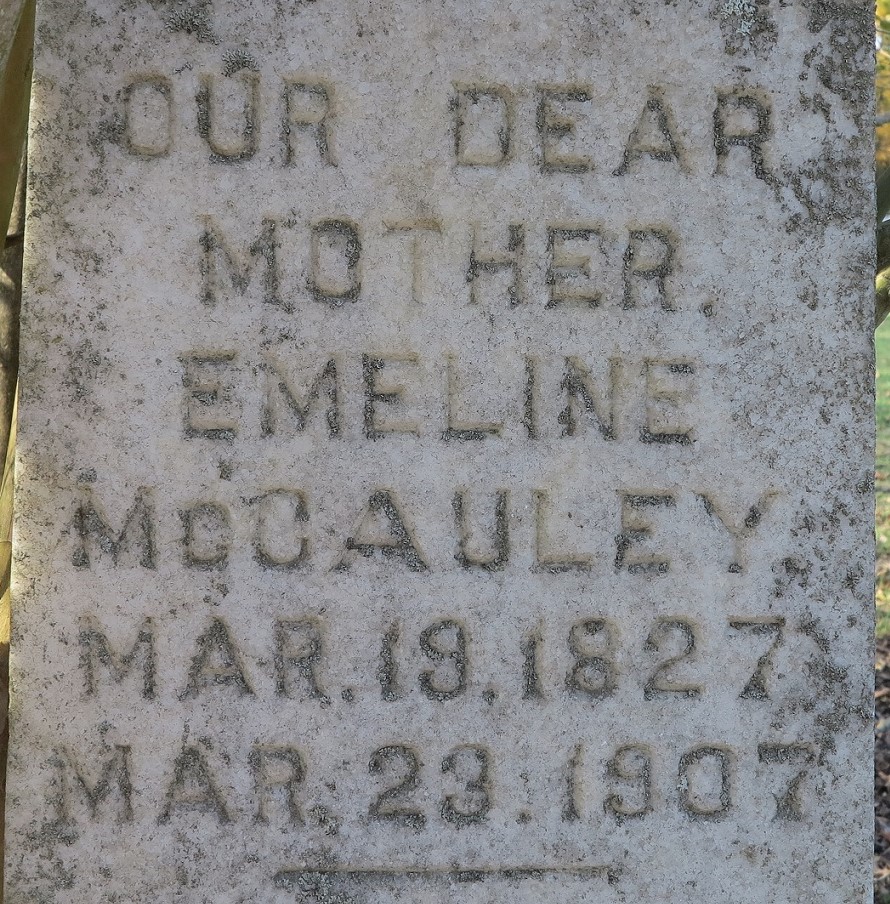 OUR DEAR
MOTHER,
EMELINE
McCAULEY,
MAR. 19, 1827
MAR. 23. 1907